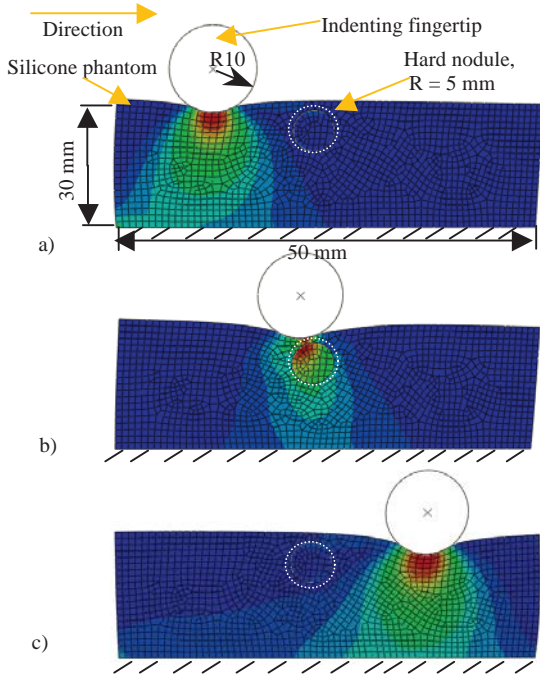 Direction
Indenting fingertip
R10
Silicone phantom
Hard nodule,
R = 5 mm
30 mm
a)
50 mm
b)
c)